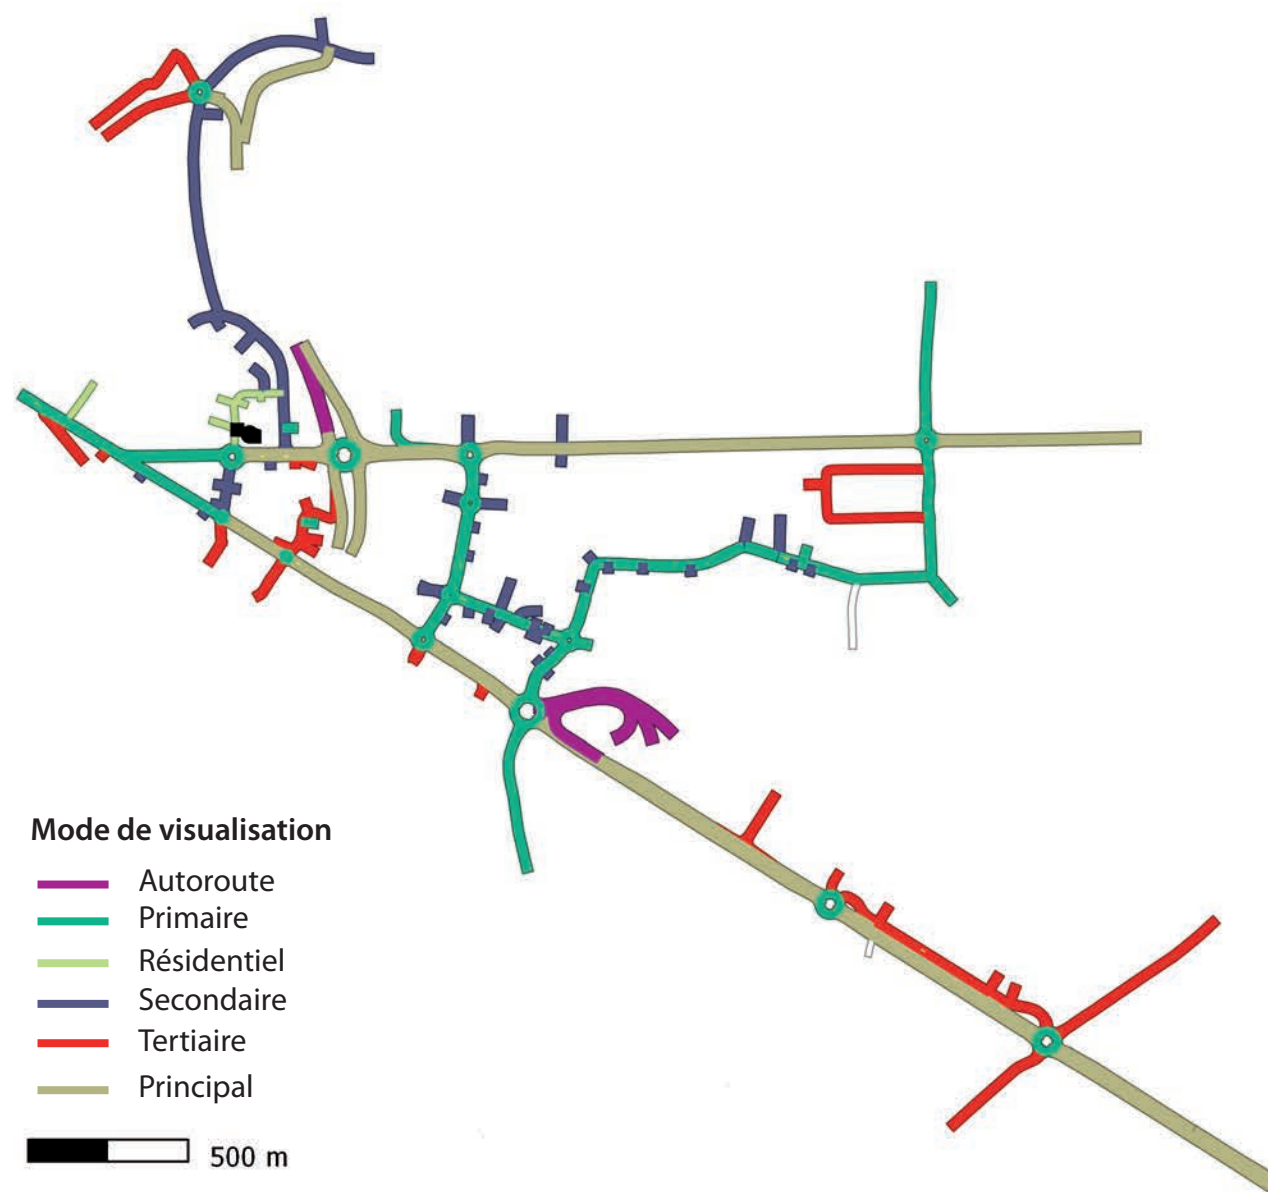 Mode de visualisation
Autoroute
Primaire
Résidentiel
Secondaire
Tertiaire
Principal
500 m